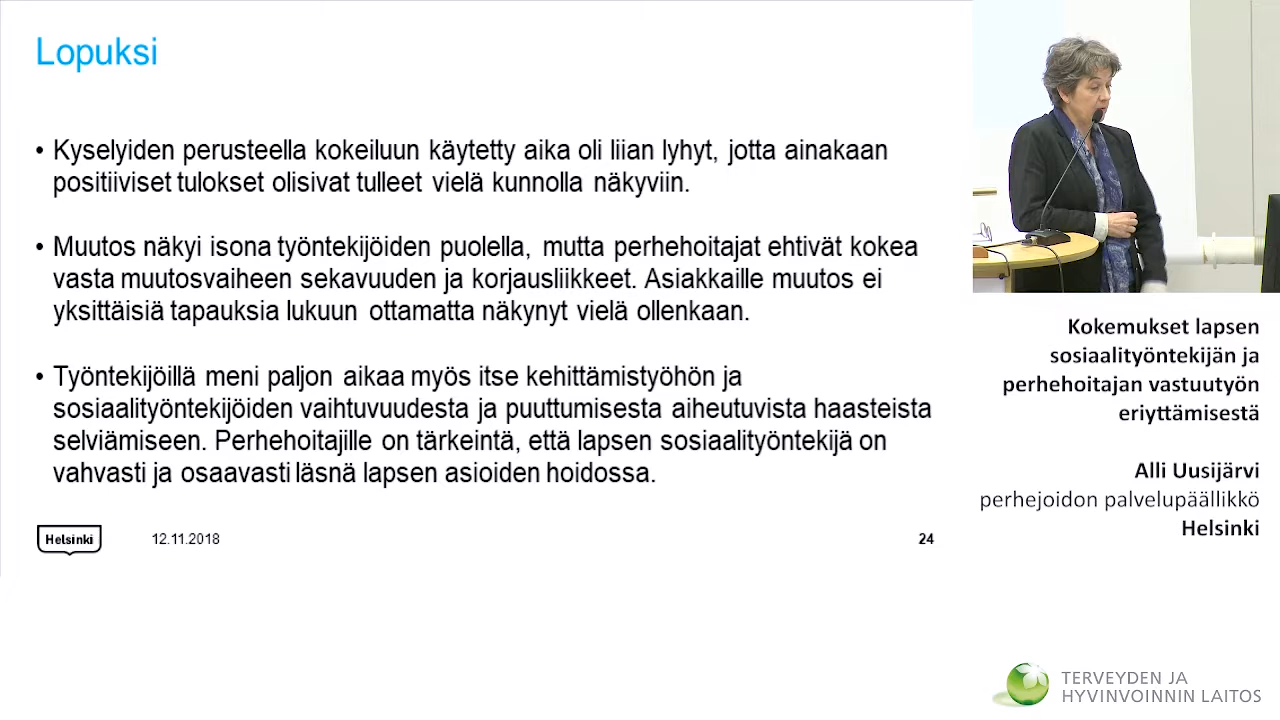 Lopuksi
• Kyselyiden perusteella kokeiluun käytetty aika oli liian lyhyt, jotta ainakaan
positiiviset tulokset olisivat tulleet vielä kunnolla näkyviin.
• Muutos näkyi isona työntekijöiden puolella, mutta perhehoitajat ehtivät kokea
vasta muutosvaiheen sekavuuden ja korjausliikkeet. Asiakkaille muutos ei
yksittäisiä tapauksia lukuun ottamatta näkynyt vielä ollenkaan.
• Työntekijöillä meni paljon aikaa myös itse kehittämistyöhön ja
sosiaalityöntekijöiden vaihtuvuudesta ja puuttumisesta aiheutuvista haasteista
selviämiseen. Perhehoitajille on tärkeintä, että lapsen sosiaalityöntekijä on
vahvasti ja osaavasti läsnä lapsen asioiden hoidossa.
Helsinki
12.11.2018
24
Kokemukset lapsen
sosiaalityöntekijän ja
perhehoitajan vastuutyön
eriyttämisestä
Alli Uusijärvi
perhejoidon palvelupäällikkö
Helsinki
TERVEYDEN JA
HYVINVOINNIN LAITOS